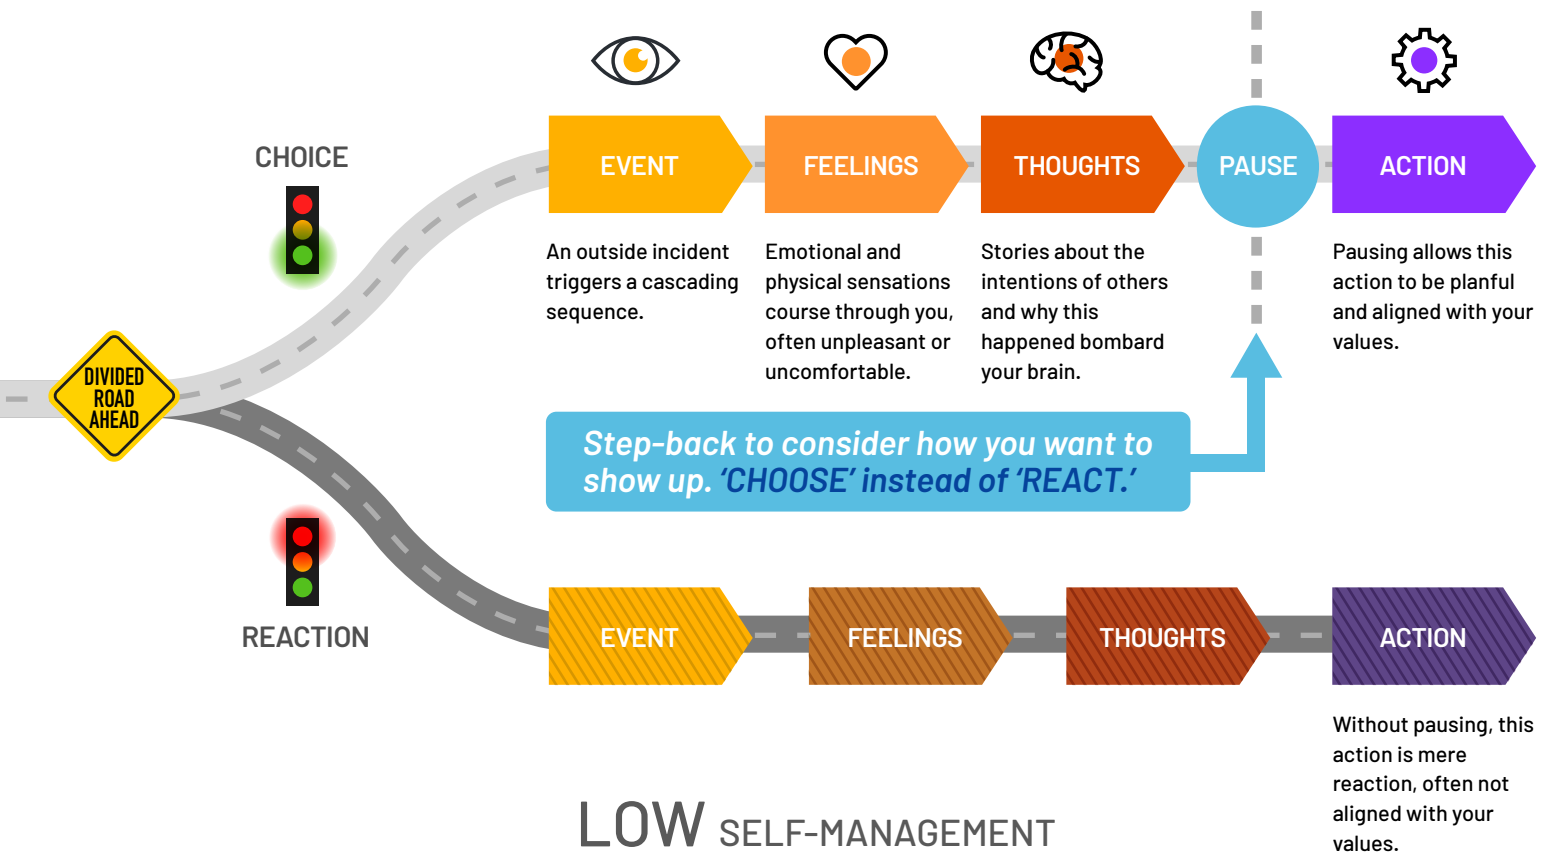 CHOICE
EVENT
FEELINGS
THOUGHTS
PAUSE
ACTION
An outside incident
triggers a cascading
sequence.
Emotional and
physical sensations
course through you,
often unpleasant or
uncomfortable.
Stories about the
intentions of others
and why this
happened bombard
your brain.
Pausing allows this
action to be planful
and aligned with your
values.
DIVIDED
ROAD
AHEAD
Step-back to consider how you want to
show up. ‘CHOOSE’ instead of ‘REACT.’
REACTION
EVENT
FEELINGS
THOUGHTS
ACTION
Without pausing, this
action is mere
reaction, often not
aligned with your
values.
LOW SELF-MANAGEMENT